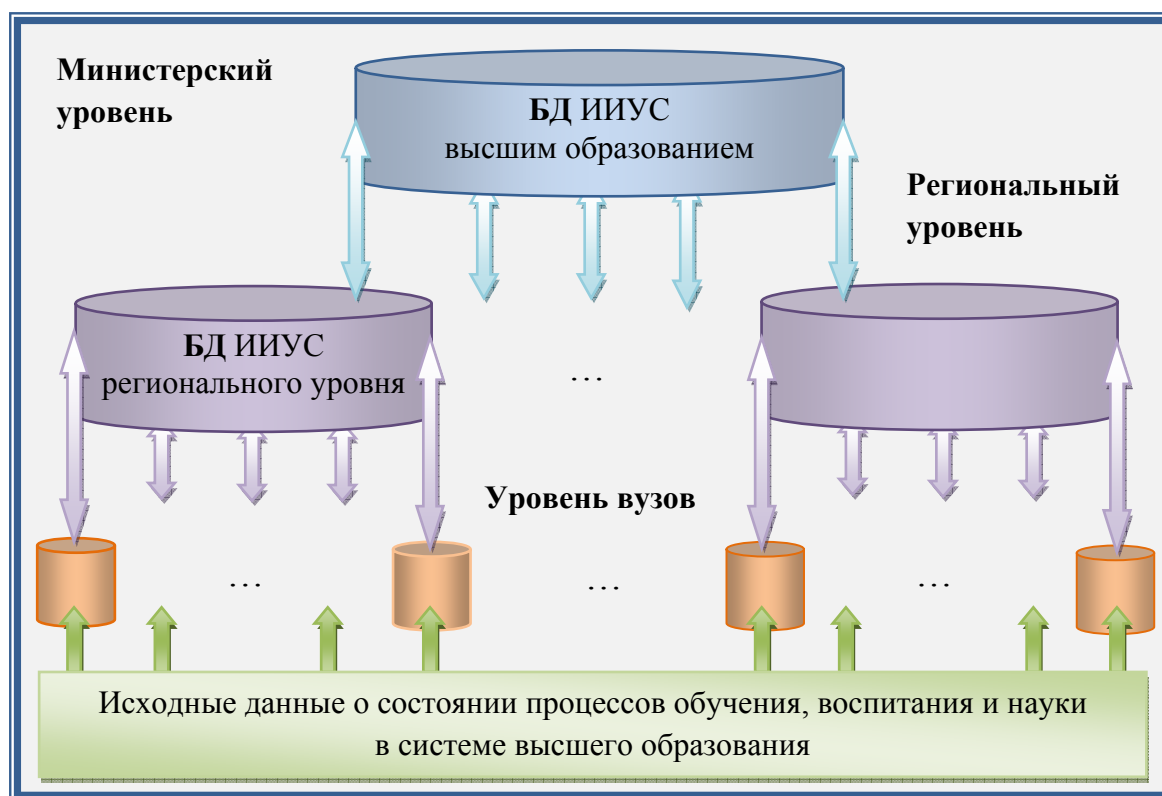 Министерский
уровень
БД ИИУС
высшим образованием
Региональный
уровень
БД ИИУС
регионального уровня
…
Уровень вузов
…
…
…
Исходные данные о состоянии процессов обучения, воспитания и науки
в системе высшего образования